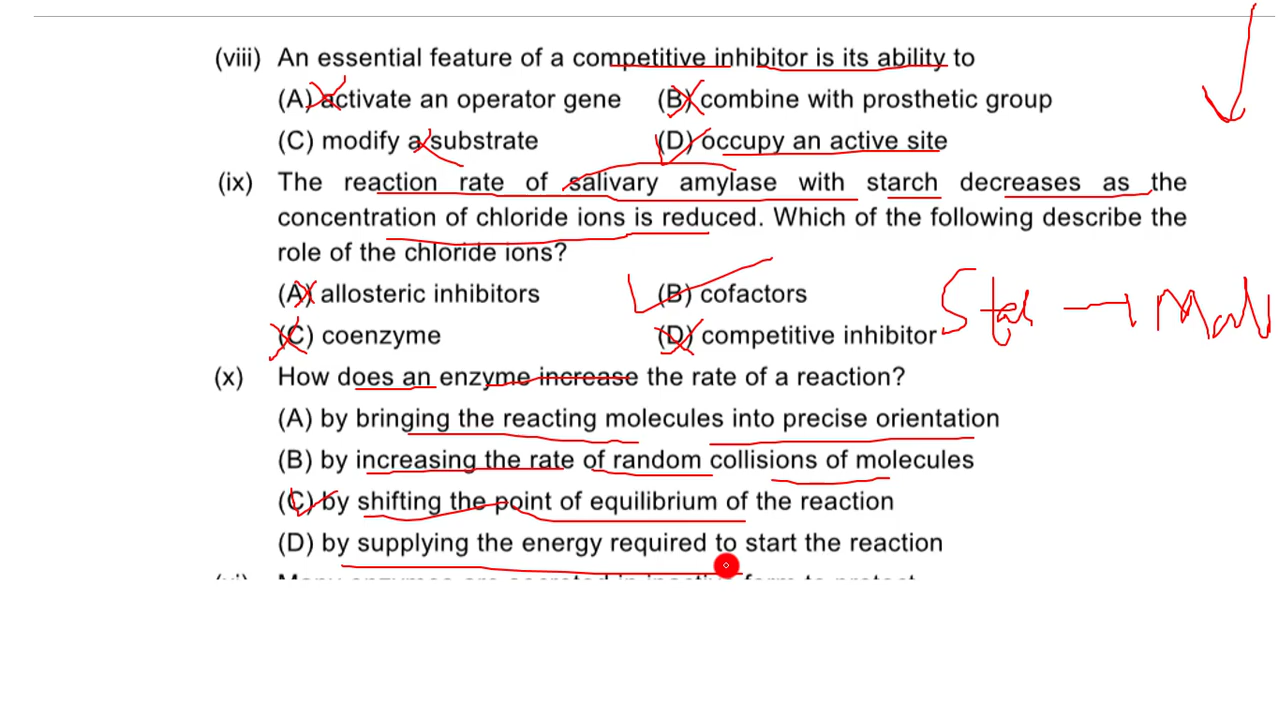 (viii) An essential feature of a competitive inhibitor is its ability to
(A) activate an operator gene (B) combine with prosthetic group
(C) modify a substrate (D) occupy an active site
(ix) The reaction rate of salivary amylase with starch decreases as the
concentration of chloride ions is reduced. Which of the following describe the
role of the chloride ions?
(A) allosteric inhibitors (B) cofactors
(C) coenzyme (D) competitive inhibitor
(x) How does an enzyme increase the rate of a reaction?
(A) by bringing the reacting molecules into precise orientation
(B) by increasing the rate of random collisions of molecules
(C) by shifting the point of equilibrium of the reaction
(D) by supplying the energy required to start the reaction